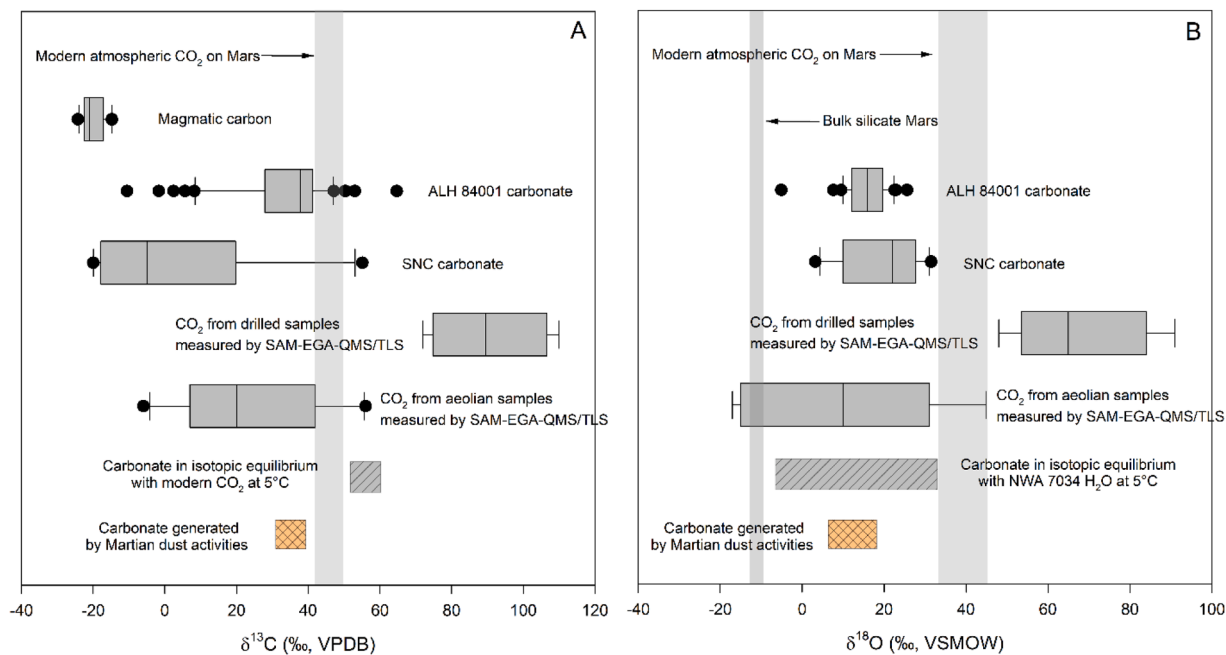 A
Modern atmospheric CO₂ on Mars
Magmatic carbon
ALH 84001 carbonate
SNC carbonate
CO₂ from drilled samples
measured by SAM-EGA-QMS/TLS
CO₂ from aeolian samples
measured by SAM-EGA-QMS/TLS
Carbonate in isotopic equilibrium
with modern CO₂ at 5°C
Carbonate generated
by Martian dust activities
-40 -20 0 20 40 60 80 100 120
δ¹³C (‰, VPDB)
B
Modern atmospheric CO₂ on Mars
Bulk silicate Mars
ALH 84001 carbonate
SNC carbonate
CO₂ from drilled samples
measured by SAM-EGA-QMS/TLS
CO₂ from aeolian samples
measured by SAM-EGA-QMS/TLS
Carbonate in isotopic equilibrium
with NWA 7034 H₂O at 5°C
Carbonate generated
by Martian dust activities
-40 -20 0 20 40 60 80 100
δ¹⁸O (‰, VSMOW)